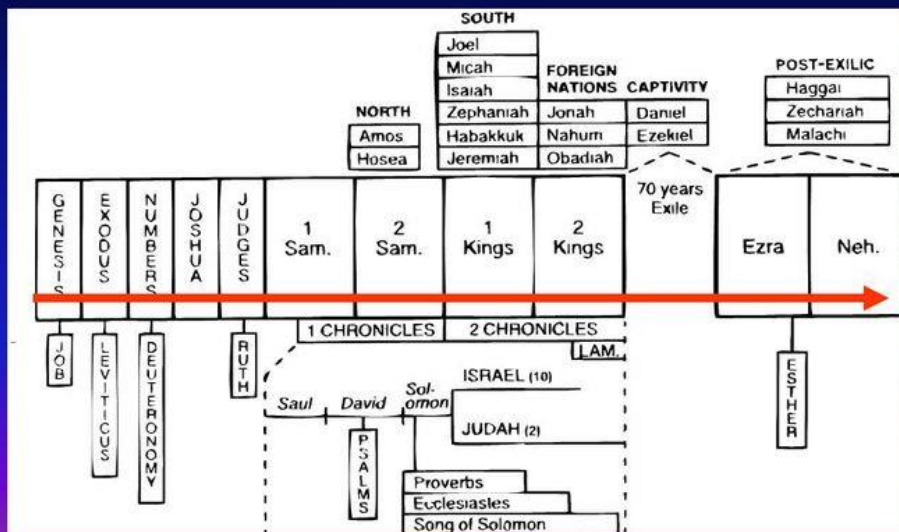 SOUTH
Joel
Micah
Isaiah
Zephaniah
Habakkuk
Jeremiah
NORTH
Amos
Hosea
FOREIGN
NATIONS
Jonah
Nahum
Obadiah
CAPTIVITY
Daniel
Ezekiel
POST-EXILIC
Haggai
Zechariah
Malachi
GENESIS
EXODUS
NUMBERS
JOSHUA
JUDGES
1
Sam.
2
Sam.
1
Kings
2
Kings
70 years
Exile
Ezra
Neh.
1 CHRONICLES
2 CHRONICLES
LAM.
JOB
LEVITICUS
DEUTERONOMY
RUTH
ESTHER
Saul
David
Sol-
omon
ISRAEL (10)
JUDAH (2)
PSALMS
Proverbs
Ecclesiastes
Song of Solomon